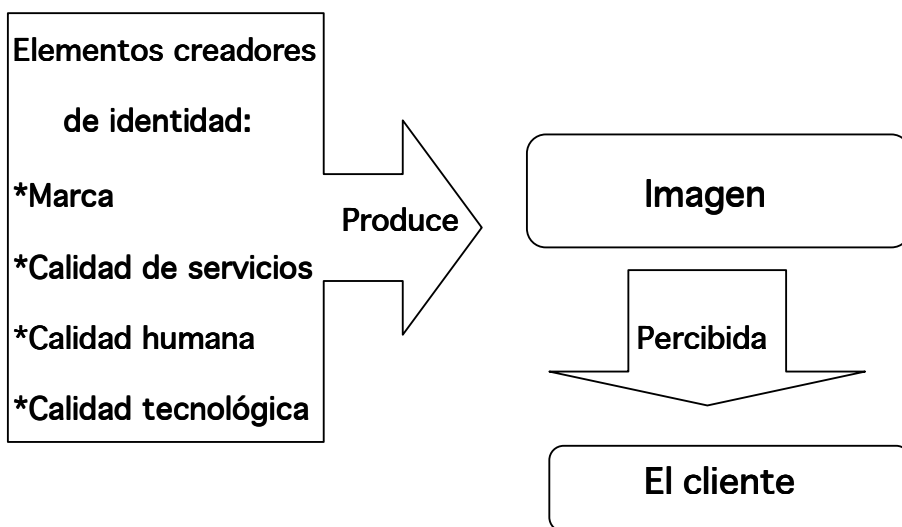 Elementos creadores
de identidad:
*Marca
*Calidad de servicios
*Calidad humana
*Calidad tecnológica
Produce
Imagen
Percibida
El cliente